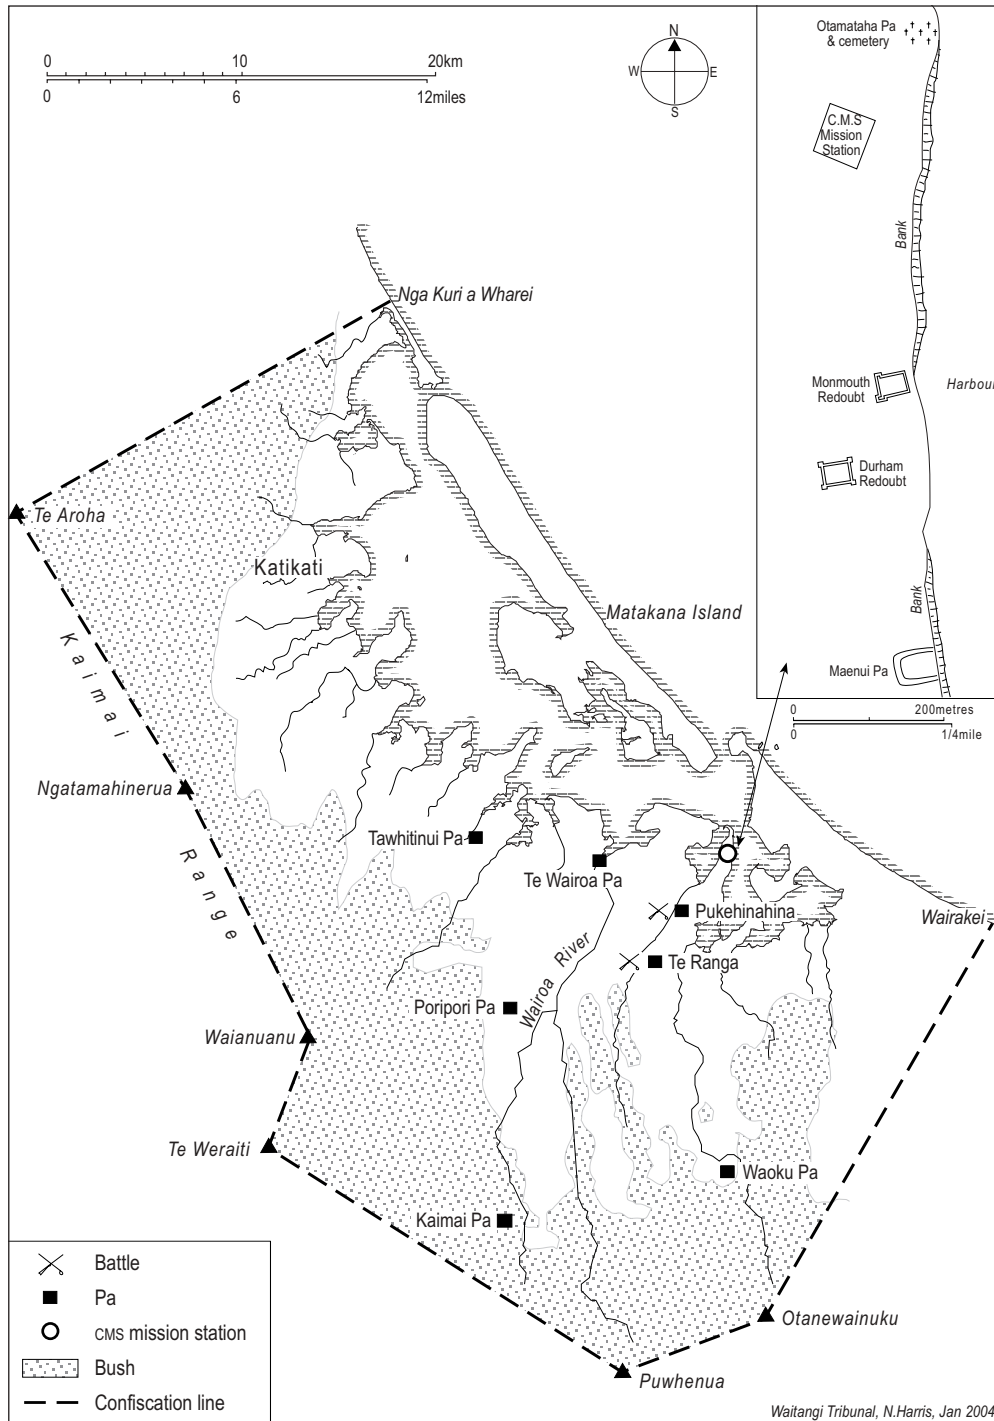 0 10 20km
0 6 12miles
N
W E
S
Otamataha Pa
& cemetery
C.M.S
Mission
Station
Bank
Monmouth
Redoubt
Harbour
Durham
Redoubt
Bank
Maenui Pa
0 200metres
0 1/4mile
Nga Kuri a Wharei
Te Aroha
Katikati
Matakana Island
Kaimai
Range
Ngatamahinerua
Tawhitinui Pa
Te Wairoa Pa
Pukehinahina
Wairakei
Te Ranga
Wairoa River
Poripori Pa
Waianuanu
Te Weraiti
Waoku Pa
Kaimai Pa
Otanewainuku
Puwhenua
Battle
Pa
CMS mission station
Bush
Confiscation line
Waitangi Tribunal, N.Harris, Jan 2004